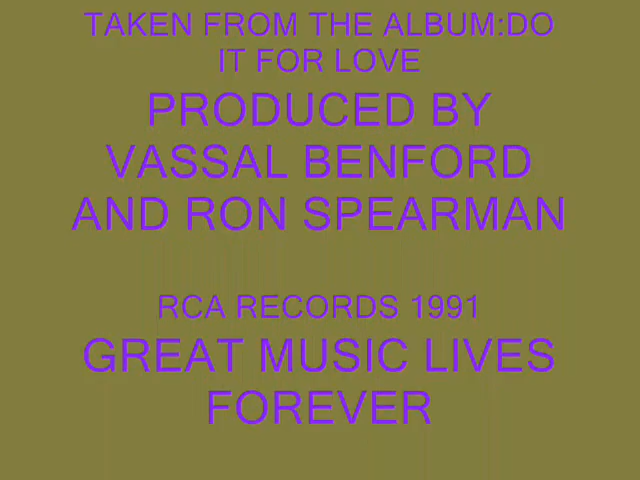 TAKEN FROM THE ALBUM:DO
IT FOR LOVE
PRODUCED BY
VASSAL BENFORD
AND RON SPEARMAN
RCA RECORDS 1991
GREAT MUSIC LIVES
FOREVER